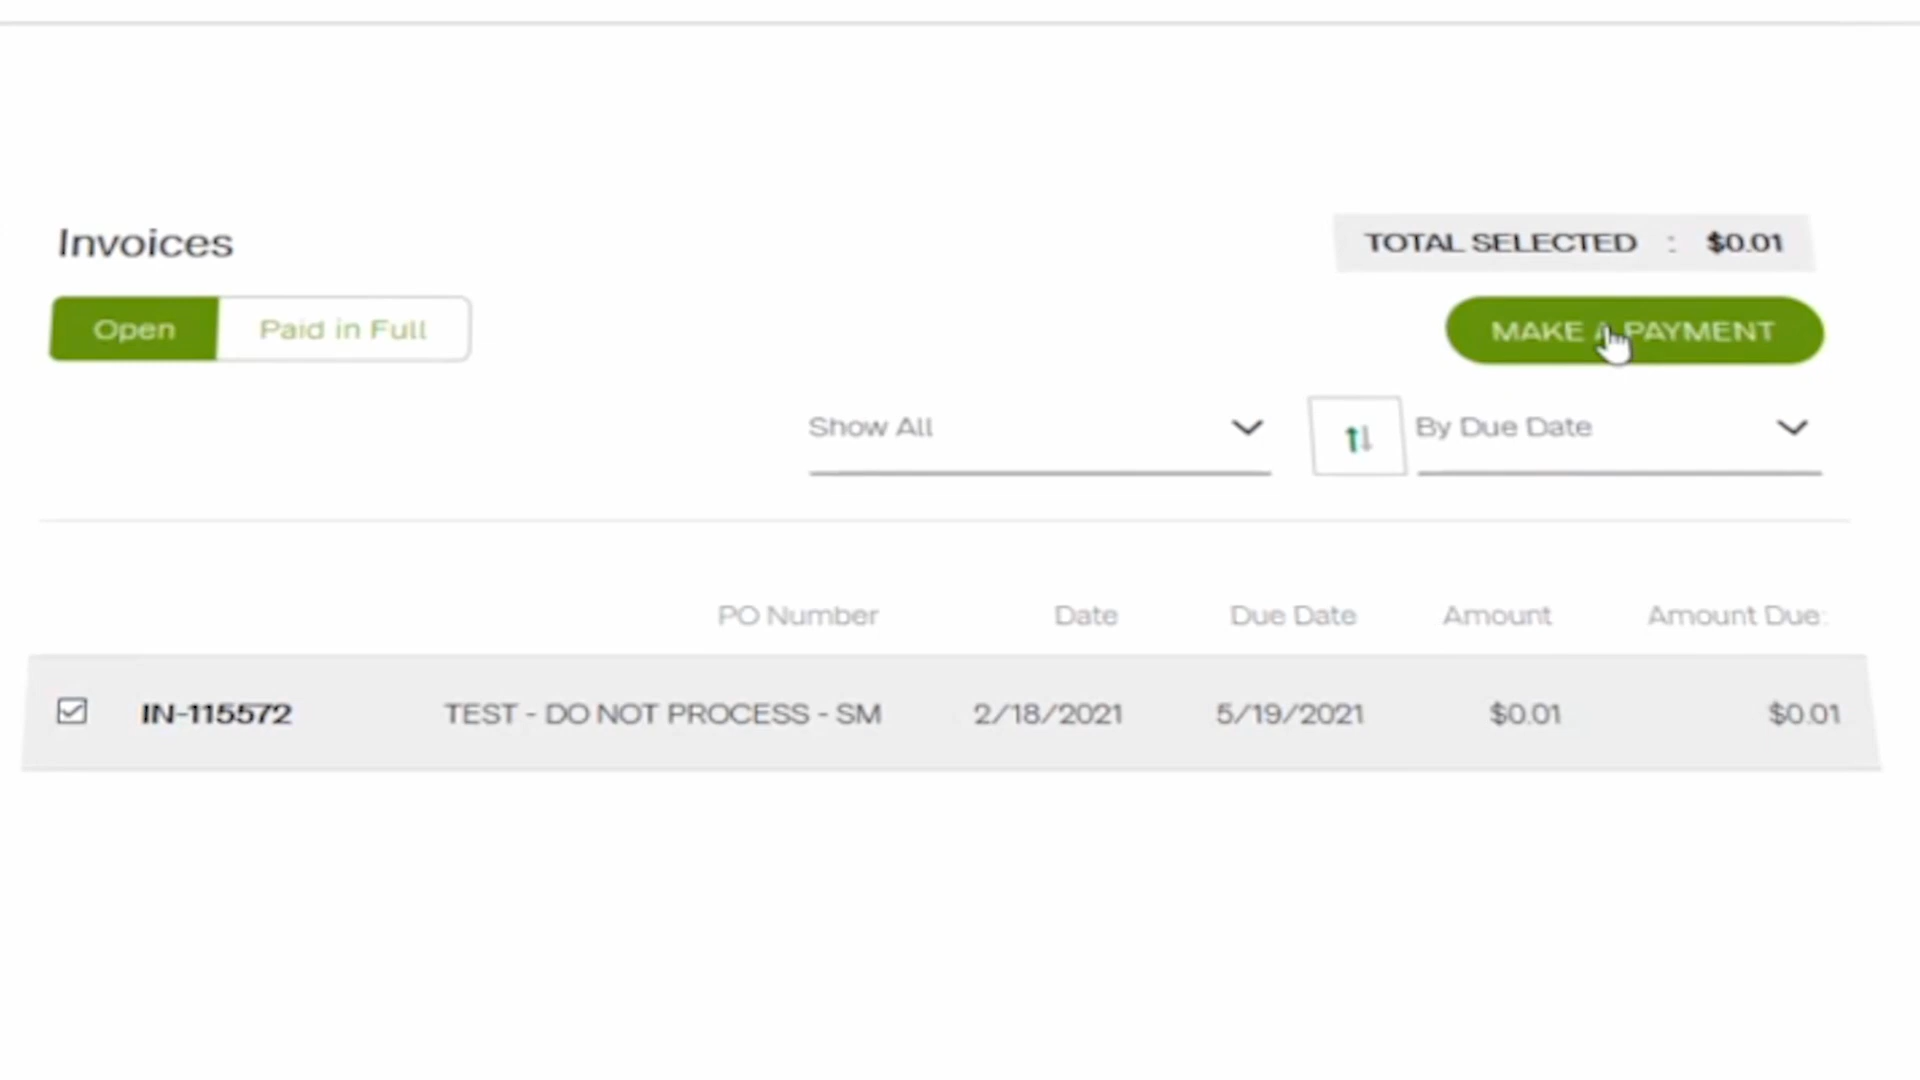 Invoices
TOTAL SELECTED : $0.01
Open Paid in Full
MAKE A PAYMENT
Show All
By Due Date
PO Number Date Due Date Amount Amount Due:
IN-115572 TEST - DO NOT PROCESS - SM 2/18/2021 5/19/2021 $0.01 $0.01